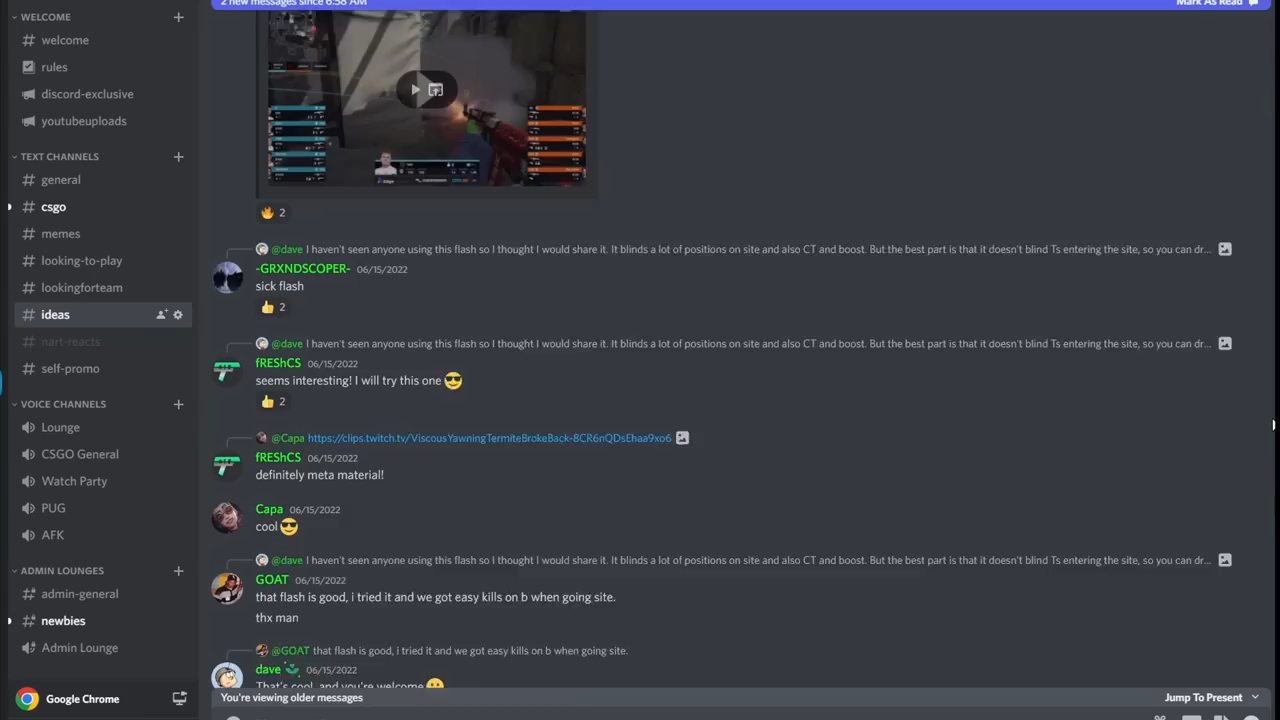 WELCOME
welcome
rules
discord-exclusive
youtubeuploads
TEXT CHANNELS
general
csgo
memes
looking-to-play
lookingforteam
ideas
nart-reacts
self-promo
VOICE CHANNELS
Lounge
CSGO General
Watch Party
PUG
AFK
ADMIN LOUNGES
admin-general
newbies
Admin Lounge
Google Chrome
2 new messages since 6:58 AM
Mark As Read
2
@dave I haven't seen anyone using this flash so I thought I would share it. It blinds a lot of positions on site and also CT and boost. But the best part is that it doesn't blind Ts entering the site, so you can dr...
-GRXNDSCOPER- 06/15/2022
sick flash
2
@dave I haven't seen anyone using this flash so I thought I would share it. It blinds a lot of positions on site and also CT and boost. But the best part is that it doesn't blind Ts entering the site, so you can dr...
fREShCS 06/15/2022
seems interesting! I will try this one
2
@Capa https://clips.twitch.tv/ViscousYawningTermiteBrokeBack-8CR6nQDsEhaa9xo6
fREShCS 06/15/2022
definitely meta material!
Capa 06/15/2022
cool
@dave I haven't seen anyone using this flash so I thought I would share it. It blinds a lot of positions on site and also CT and boost. But the best part is that it doesn't blind Ts entering the site, so you can dr...
GOAT 06/15/2022
that flash is good, i tried it and we got easy kills on b when going site.
thx man
@GOAT that flash is good, i tried it and we got easy kills on b when going site.
dave 06/15/2022
That's cool, and you're welcome
You're viewing older messages
Jump To Present